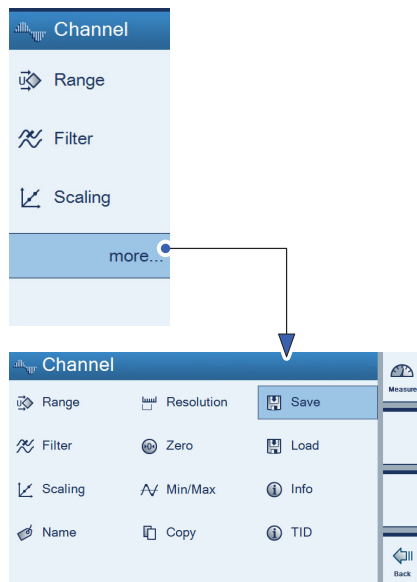 Channel
Range
Filter
Scaling
more...
Channel
Measure
Range Resolution Save
Filter Zero Load
Scaling Min/Max Info
Name Copy TID
Back